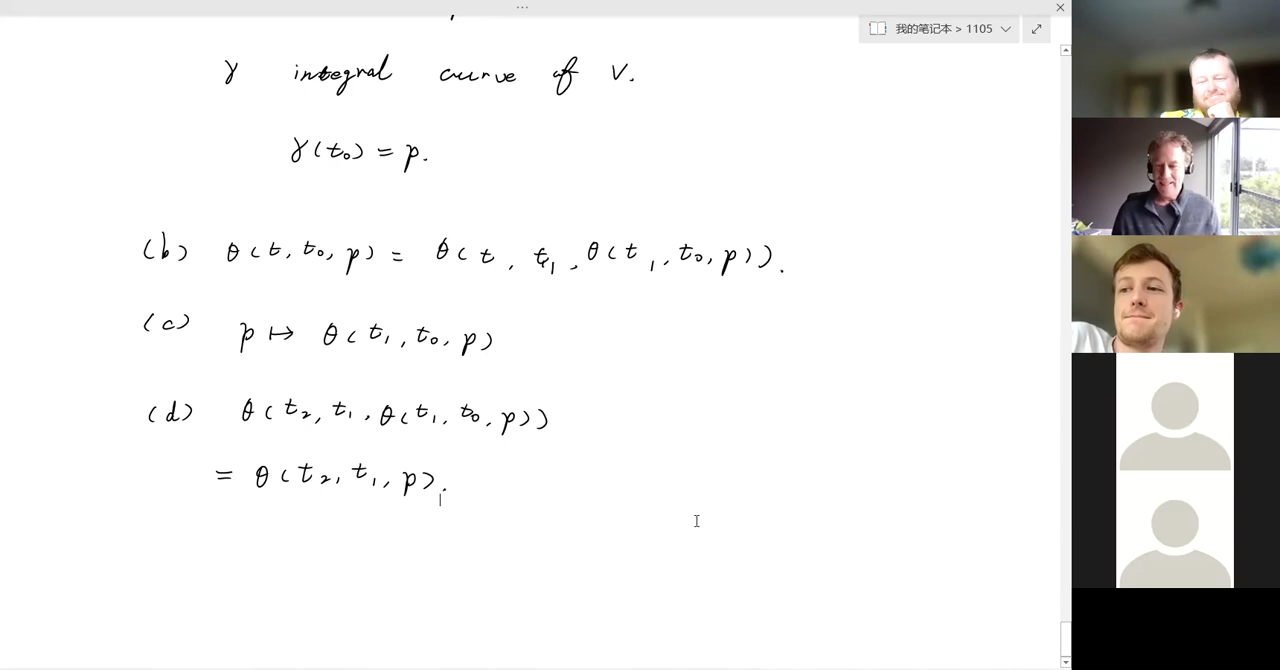 我的笔记本 > 1105
γ integral curve of V.
γ(t₀) = p.
(b) θ(t, t₀, p) = θ(t, t₁, θ(t₁, t₀, p)).
(c) p ↦ θ(t₁, t₀, p)
(d) θ(t₂, t₁, θ(t₁, t₀, p))
= θ(t₂, t₁, p).